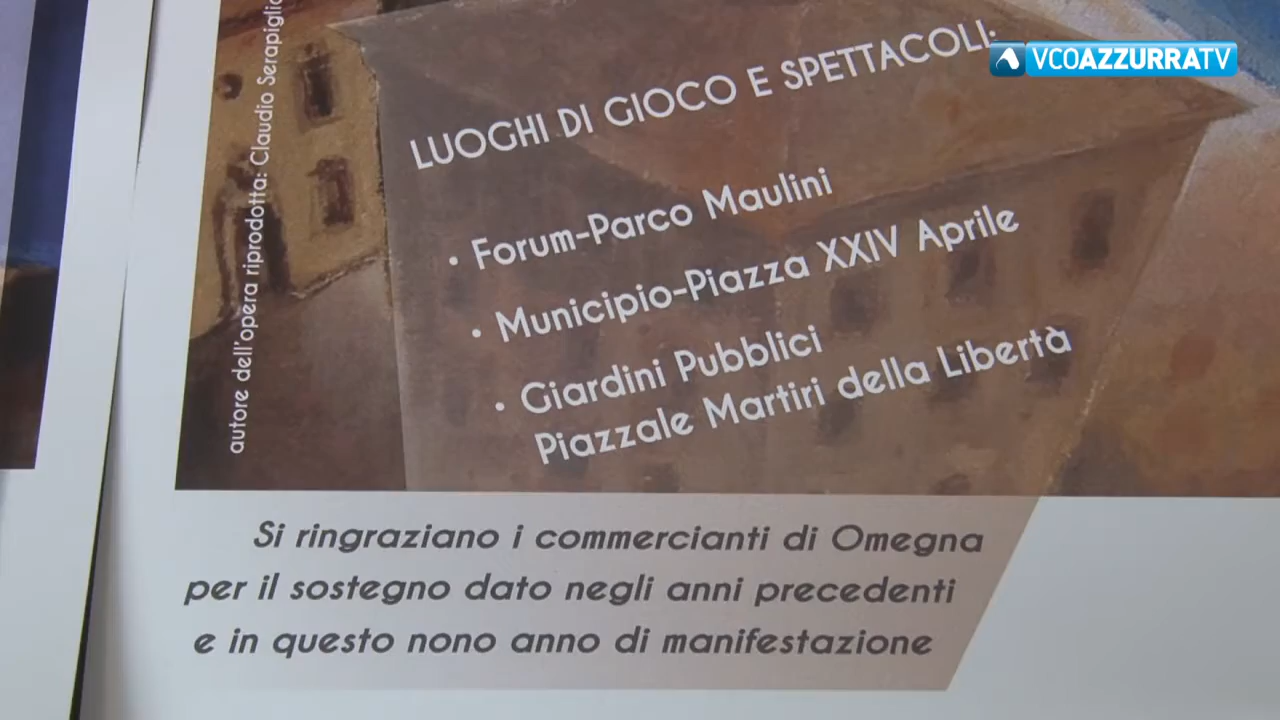 VCOAZZURRATV
LUOGHI DI GIOCO E SPETTACOLI:
• Forum-Parco Maulini
• Municipio-Piazza XXIV Aprile
• Giardini Pubblici
Piazzale Martiri della Libertà
autore dell'opera riprodotta: Claudio
Si ringraziano i commercianti di Omegna
per il sostegno dato negli anni precedenti
e in questo nono anno di manifestazione